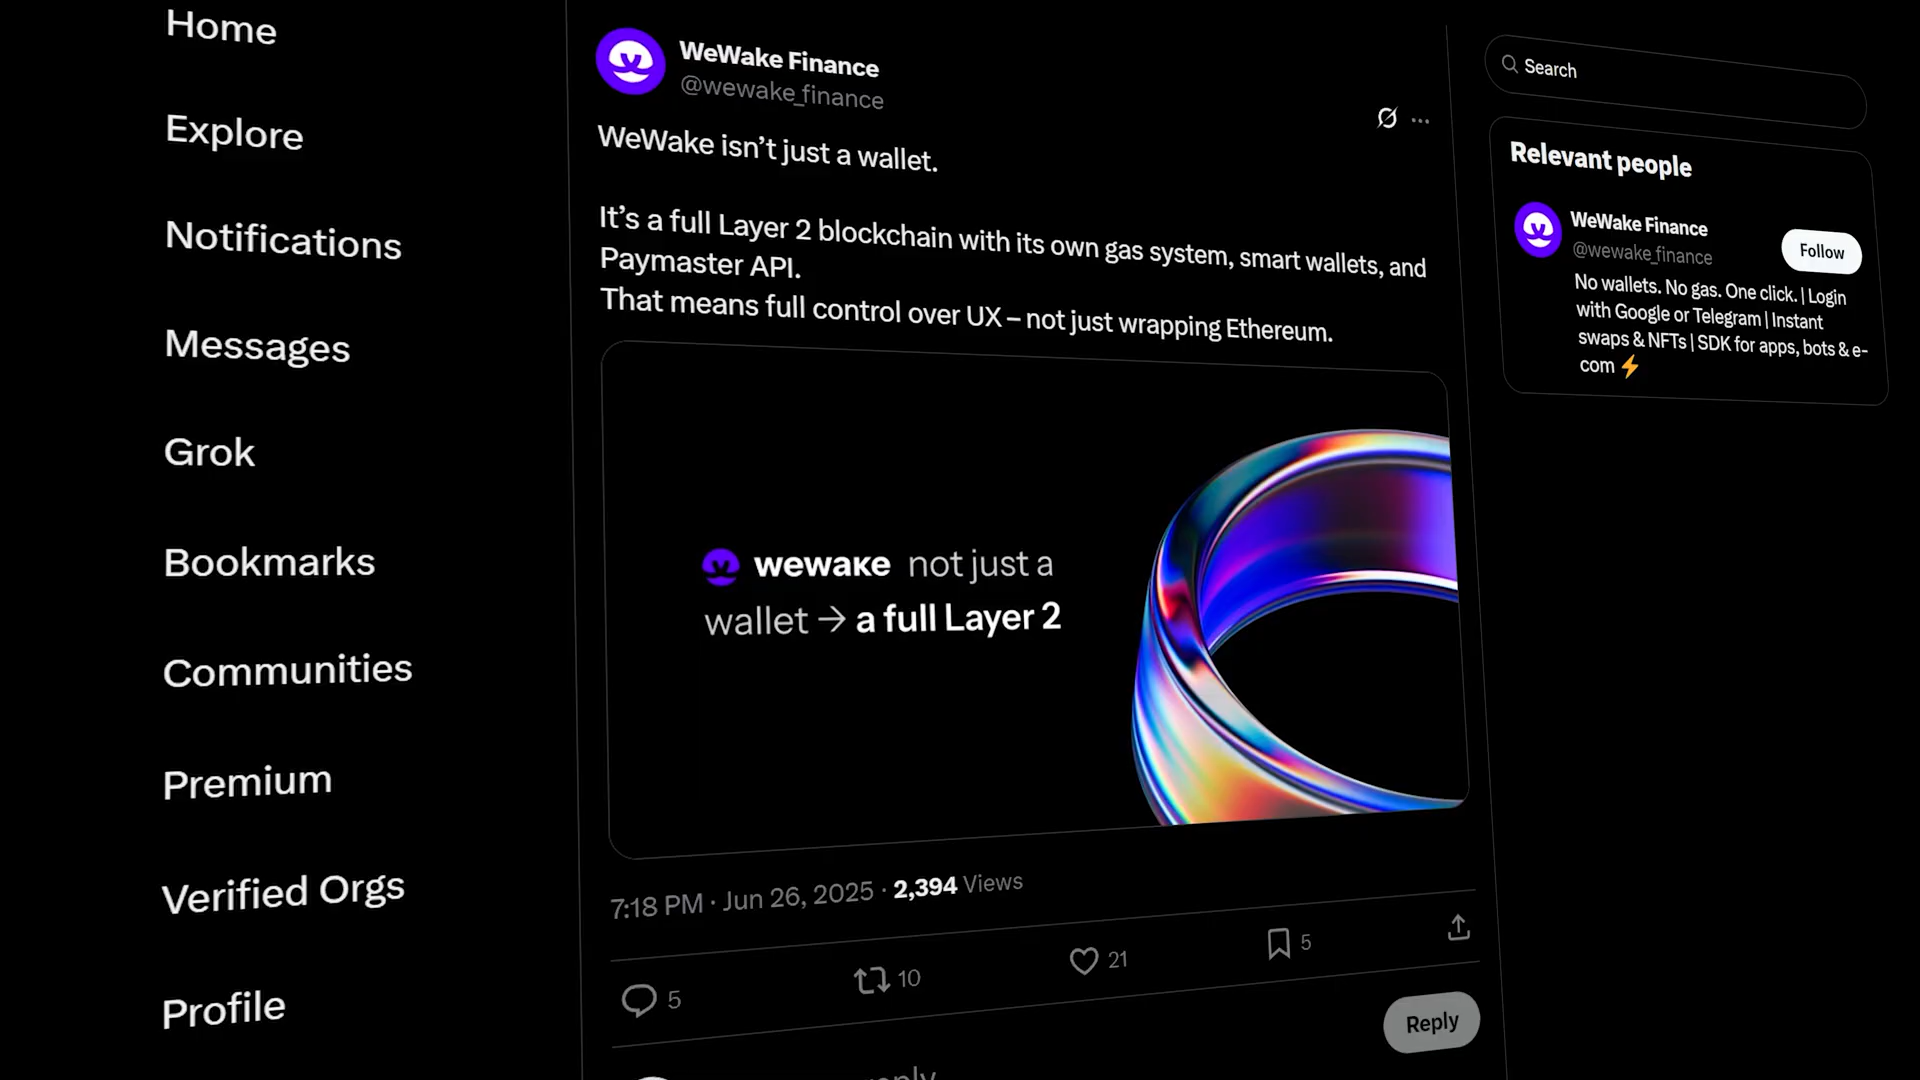 Home
Explore
Notifications
Messages
Grok
Bookmarks
Communities
Premium
Verified Orgs
Profile
WeWake Finance
@wewake_finance
WeWake isn’t just a wallet.
It’s a full Layer 2 blockchain with its own gas system, smart wallets, and
Paymaster API.
That means full control over UX – not just wrapping Ethereum.
wewake not just a
wallet → a full Layer 2
7:18 PM · Jun 26, 2025 · 2,394 Views
5 10 21 5
Reply
Search
Relevant people
WeWake Finance
@wewake_finance
Follow
No wallets. No gas. One click. | Login
with Google or Telegram | Instant
swaps & NFTs | SDK for apps, bots & e-
com ⚡